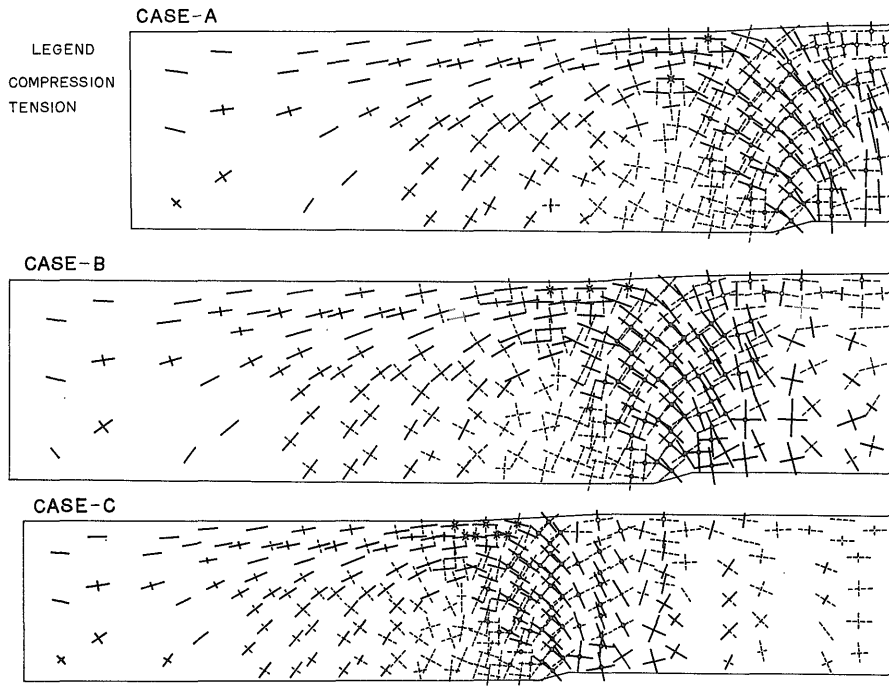 CASE-A
LEGEND
COMPRESSION
TENSION
CASE-B
CASE-C